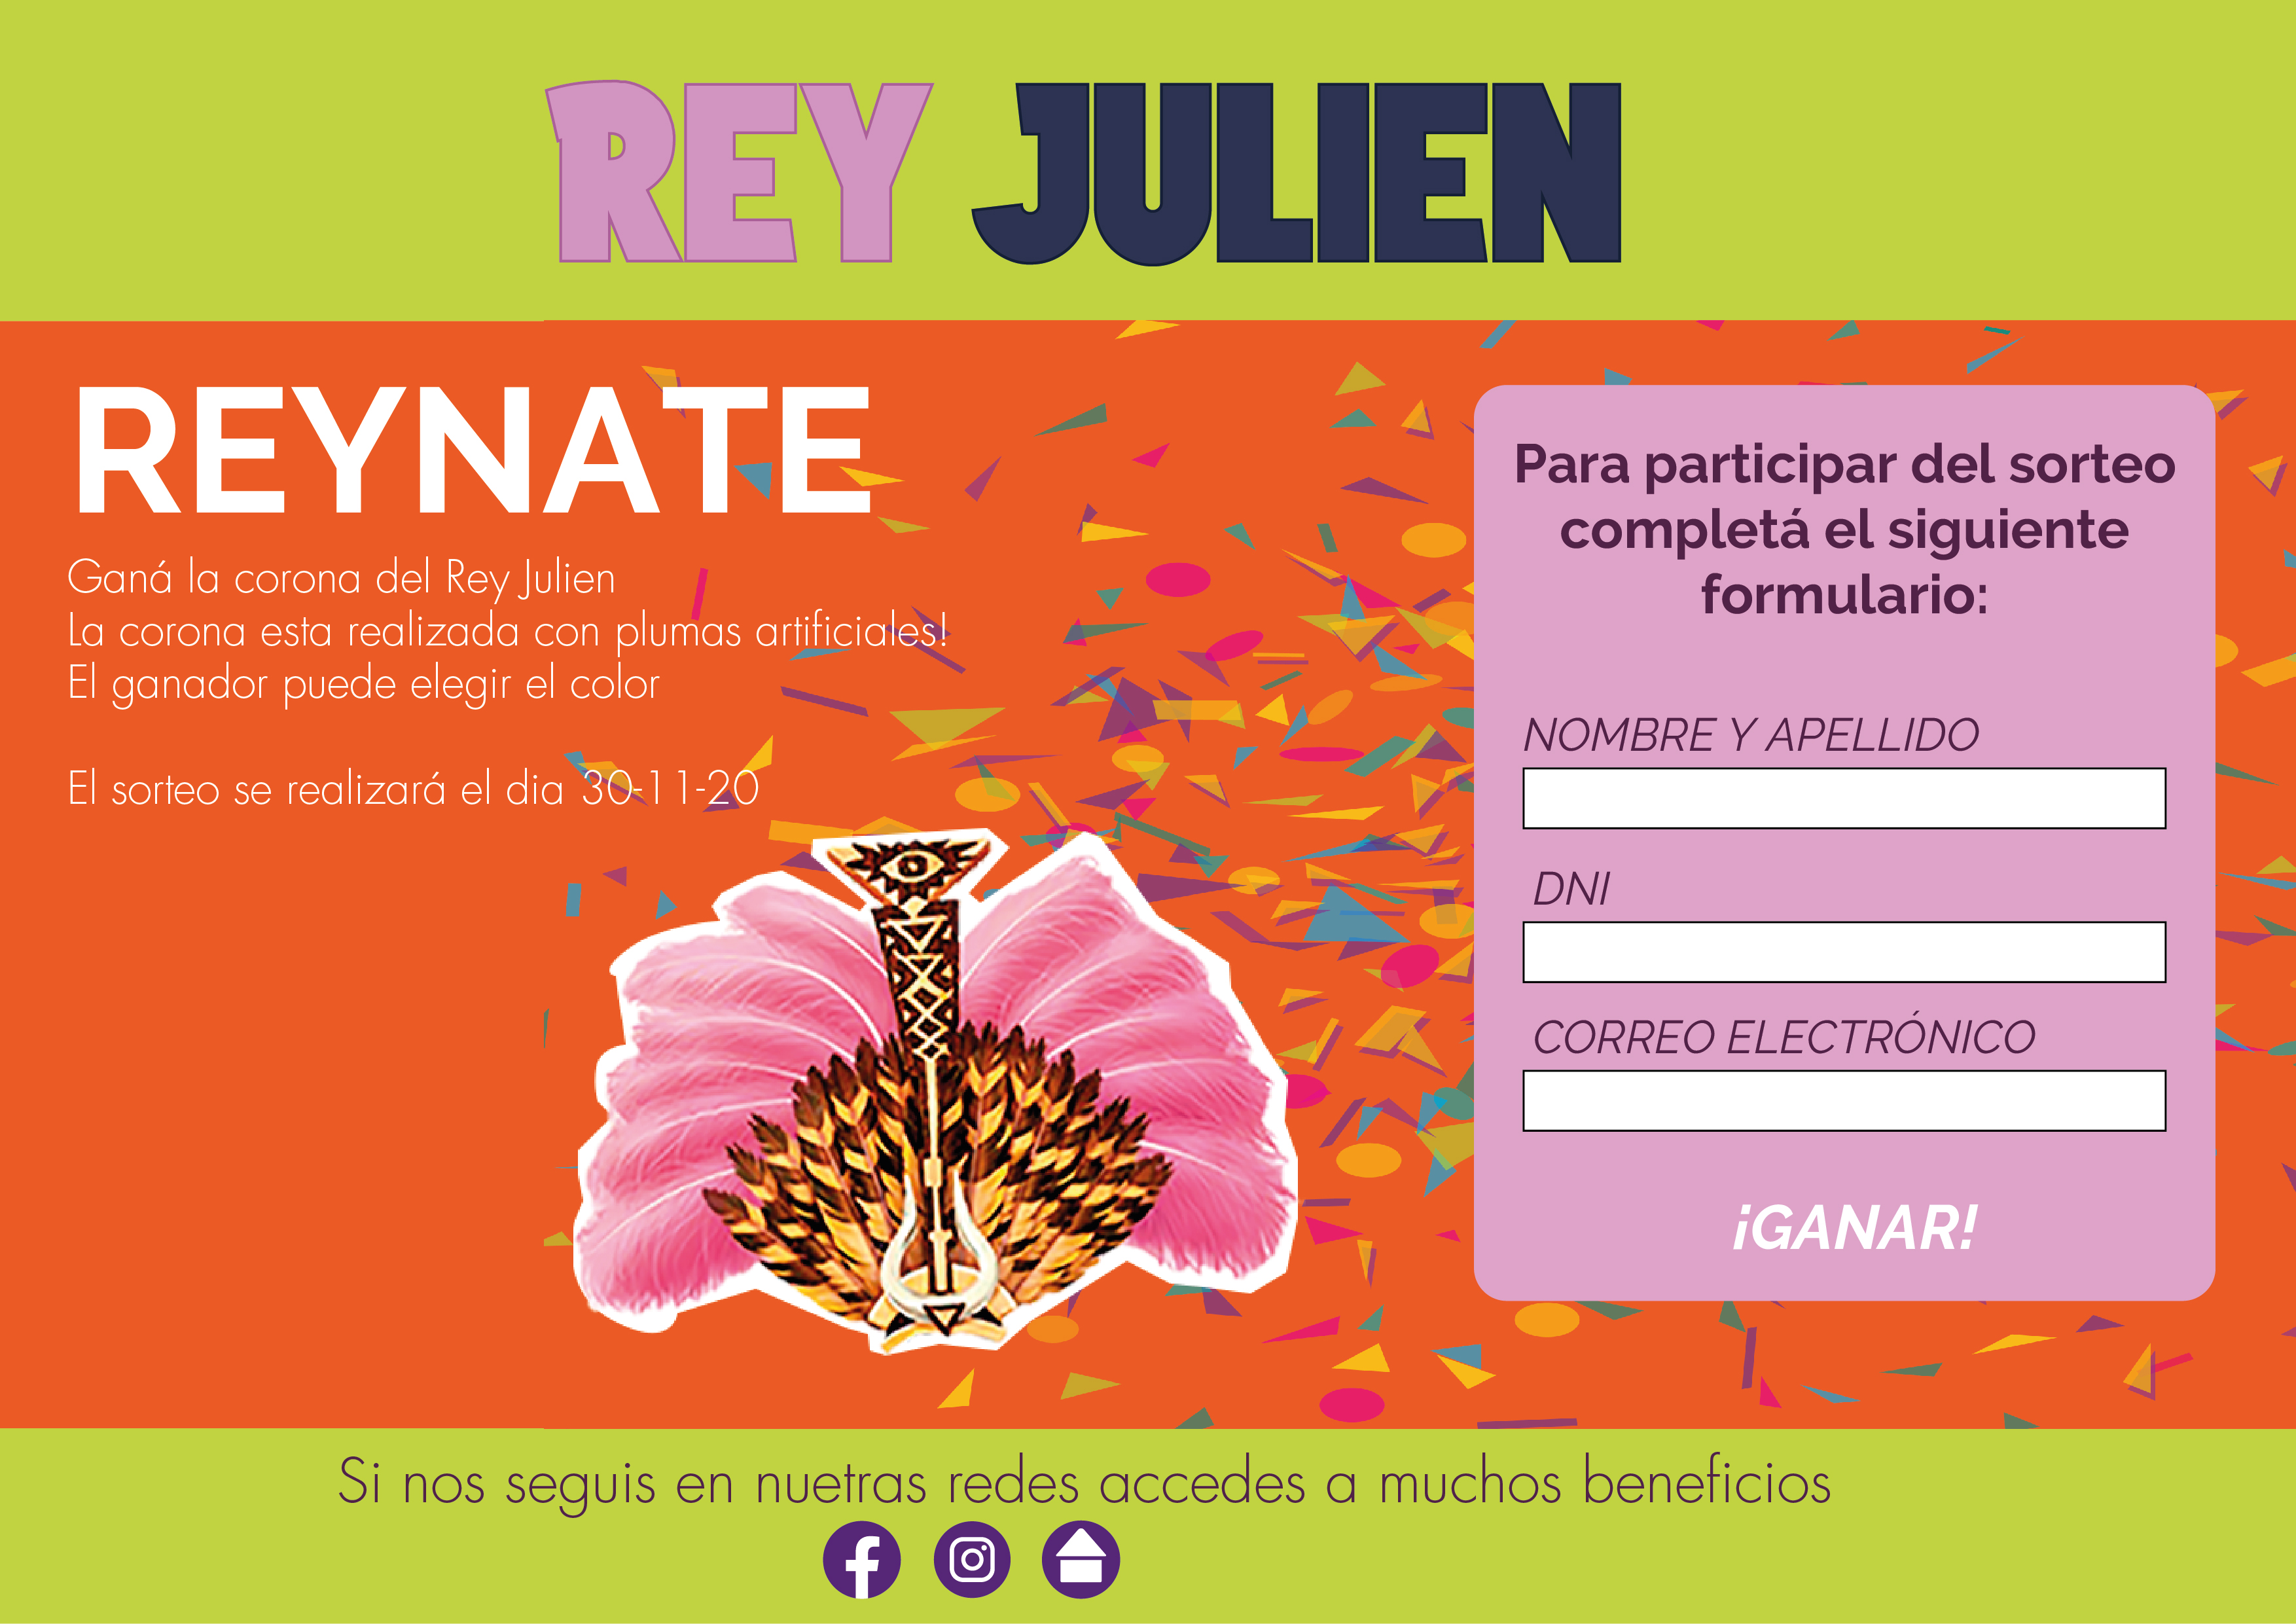 REY JULIEN
REYNATE
Ganá la corona del Rey Julien
La corona esta realizada con plumas artificiales!
El ganador puede elegir el color
El sorteo se realizará el dia 30-11-20
Para participar del sorteo
completá el siguiente
formulario:
NOMBRE Y APELLIDO
DNI
CORREO ELECTRÓNICO
¡GANAR!
Si nos seguis en nuetras redes accedes a muchos beneficios